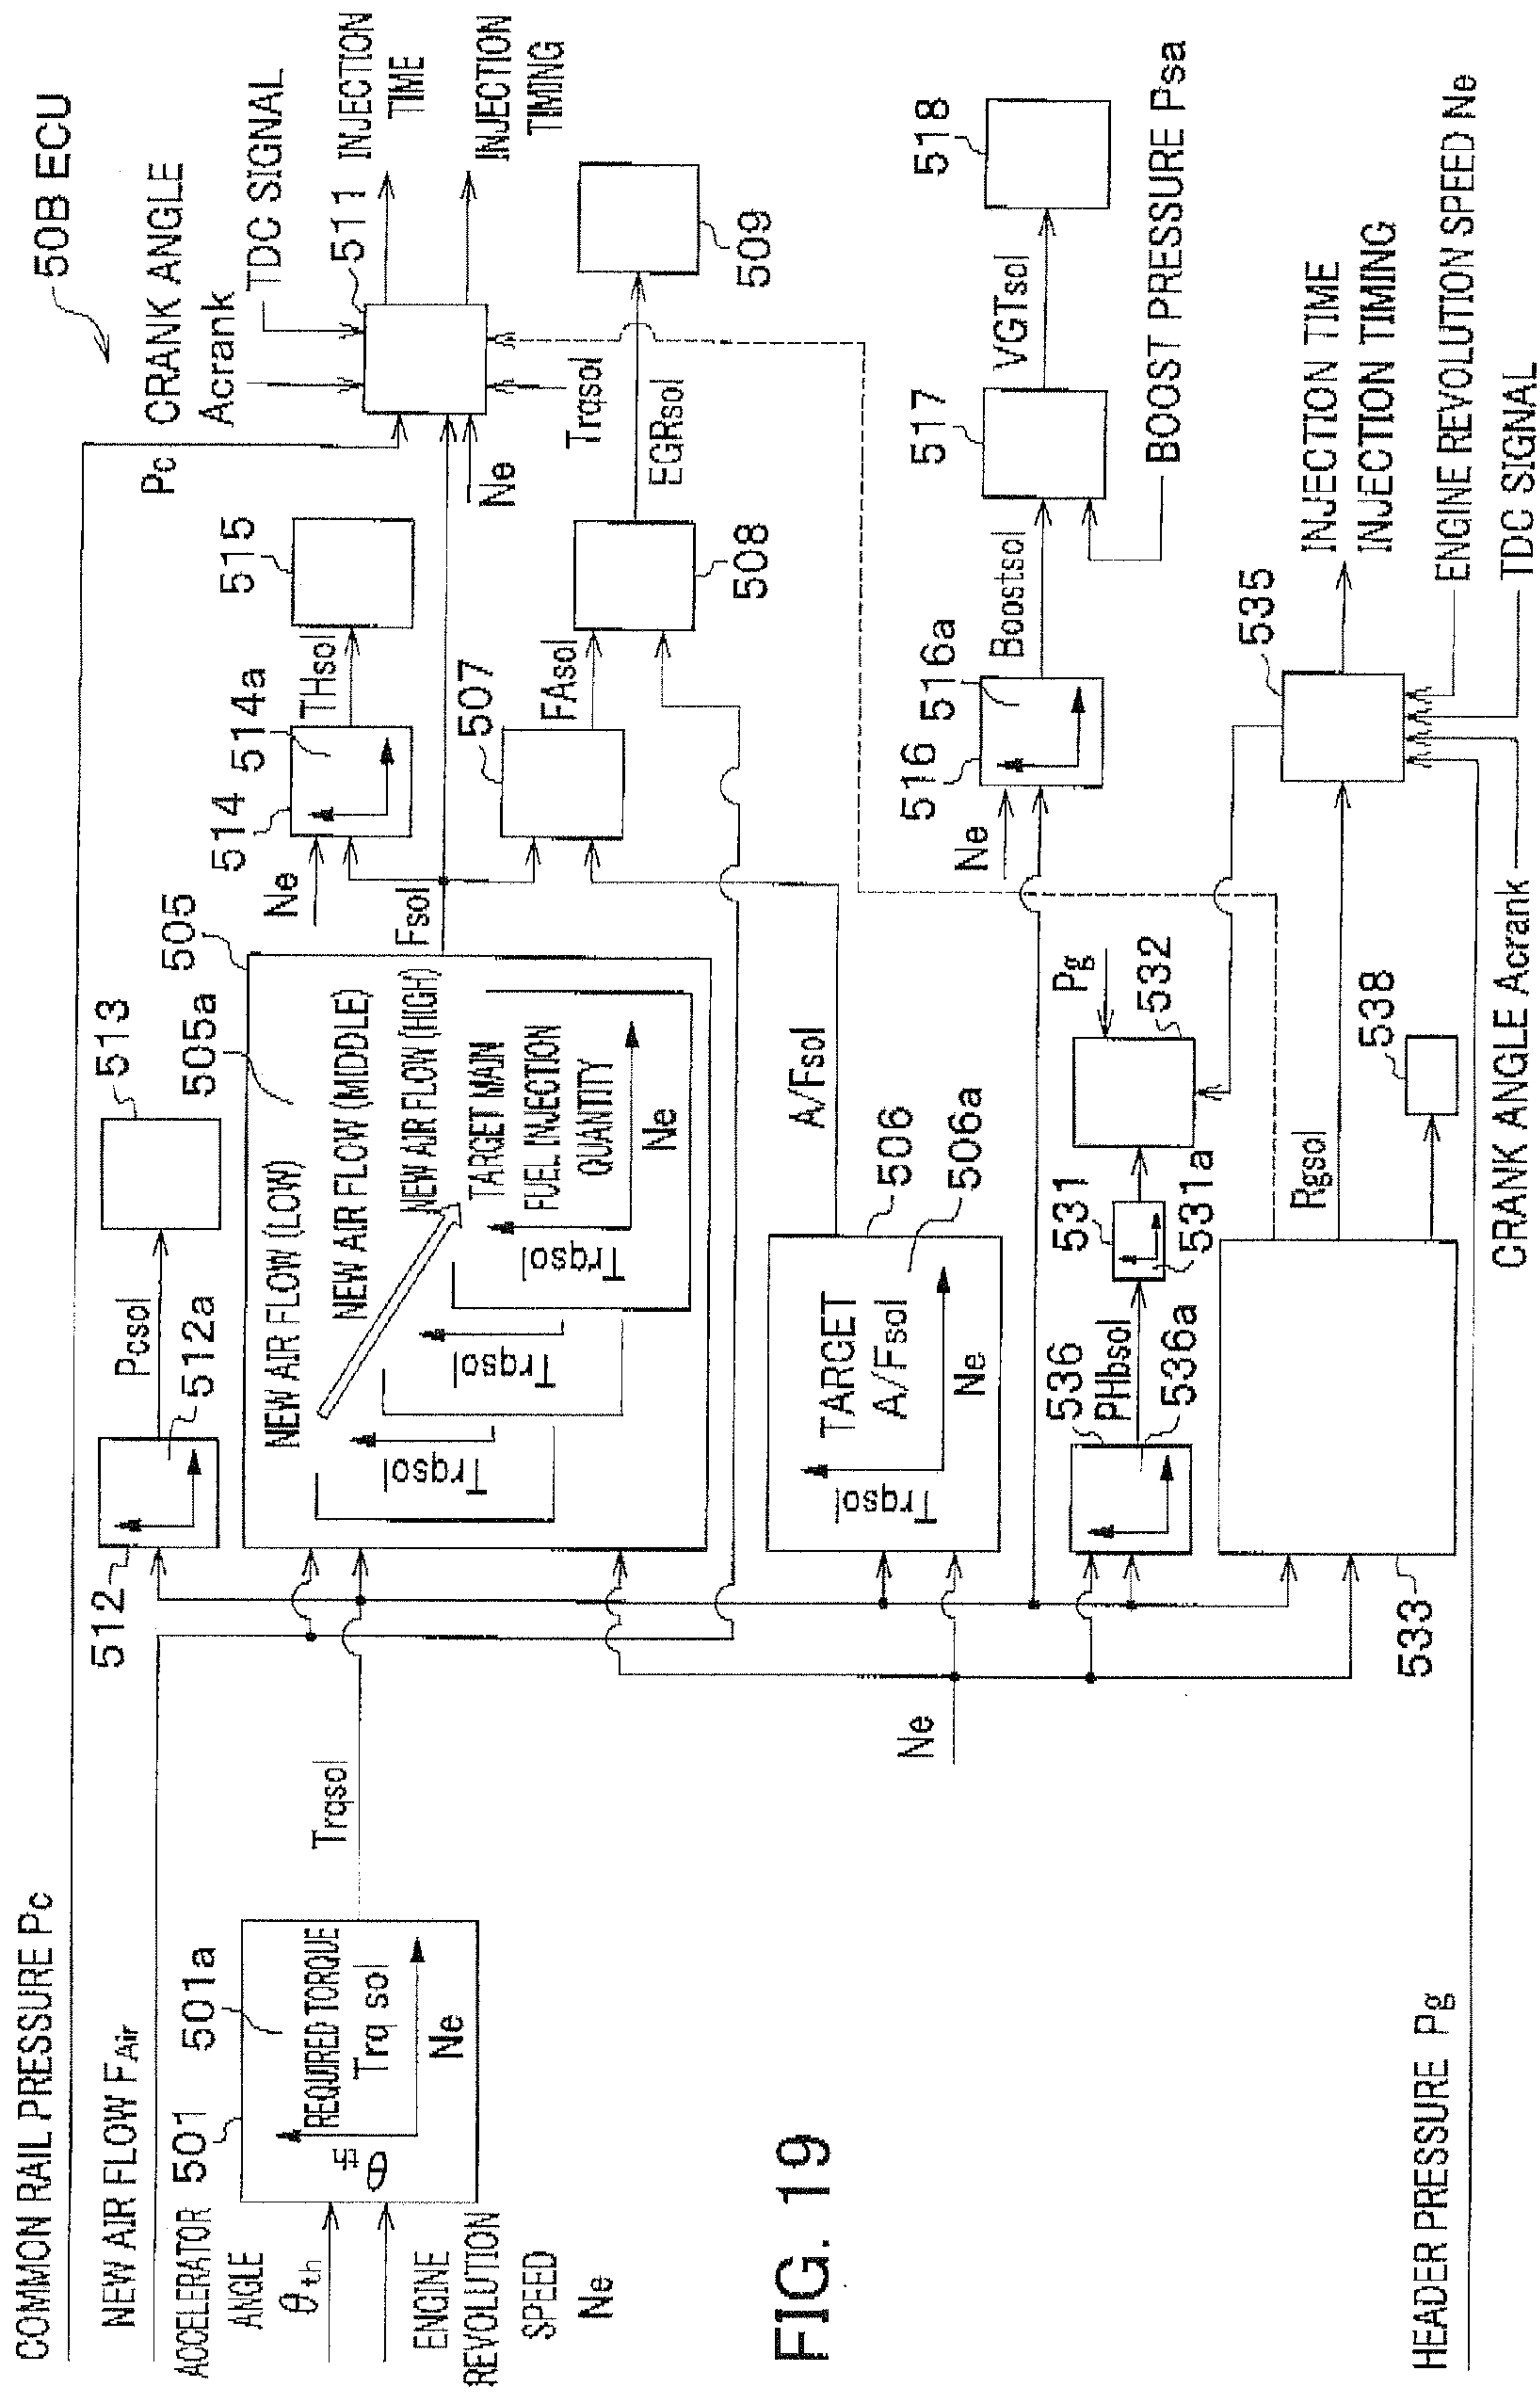 50B ECU
COMMON RAIL PRESSURE Pc
NEW AIR FLOW FAir
ACCELERATOR
ANGLE
θth
ENGINE
REVOLUTION
SPEED
Ne
501
501a
REQUIRED TORQUE
Trq sol
θth
Ne
Trqsol
512
512a
Pcsol
513
505
505a
NEW AIR FLOW (LOW)
NEW AIR FLOW (MIDDLE)
NEW AIR FLOW (HIGH)
TARGET MAIN
FUEL INJECTION
QUANTITY
Trqsol
Trqsol
Trqsol
Ne
Fsol
Ne
514
514a
THsol
515
Pc
CRANK ANGLE
Acrank
TDC SIGNAL
511
INJECTION
TIME
INJECTION
TIMING
Ne
Trqsol
507
FAsol
508
EGRsol
509
Ne
TARGET
A/Fsol
Trqsol
Ne
506
506a
A/Fsol
Ne
516
516a
Boostsol
517
VGTsol
518
BOOST PRESSURE Psa
536
536a
PHbsol
531
531a
Pg
532
533
Rgsol
538
535
INJECTION TIME
INJECTION TIMING
ENGINE REVOLUTION SPEED Ne
TDC SIGNAL
CRANK ANGLE Acrank
HEADER PRESSURE Pg
FIG. 19